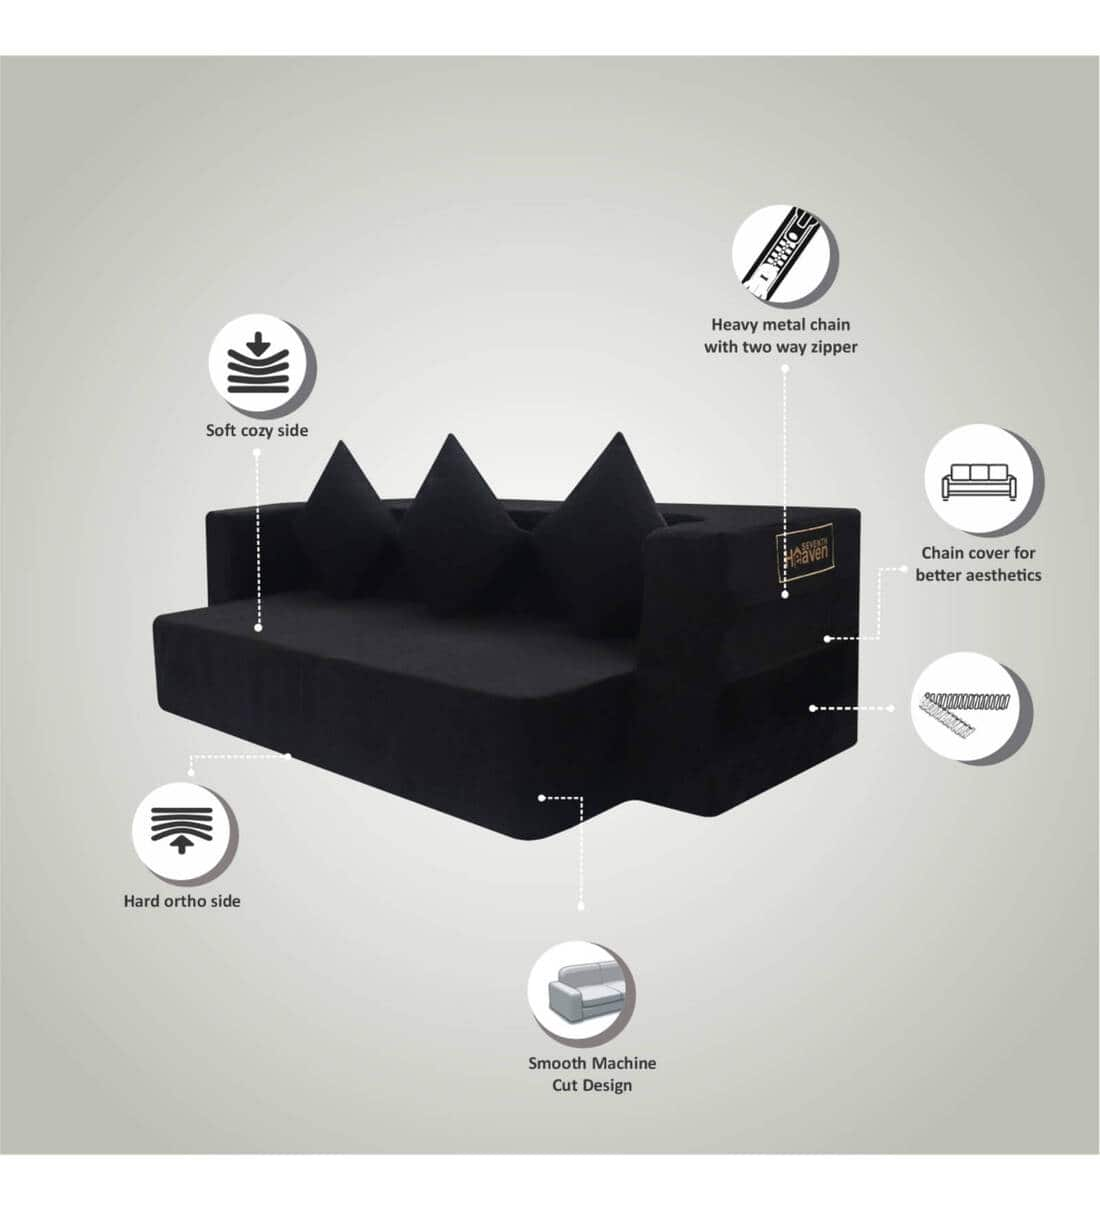 Heavy metal chain
with two way zipper
Soft cozy side
SEVENTH
Heaven
Chain cover for
better aesthetics
Hard ortho side
Smooth Machine
Cut Design